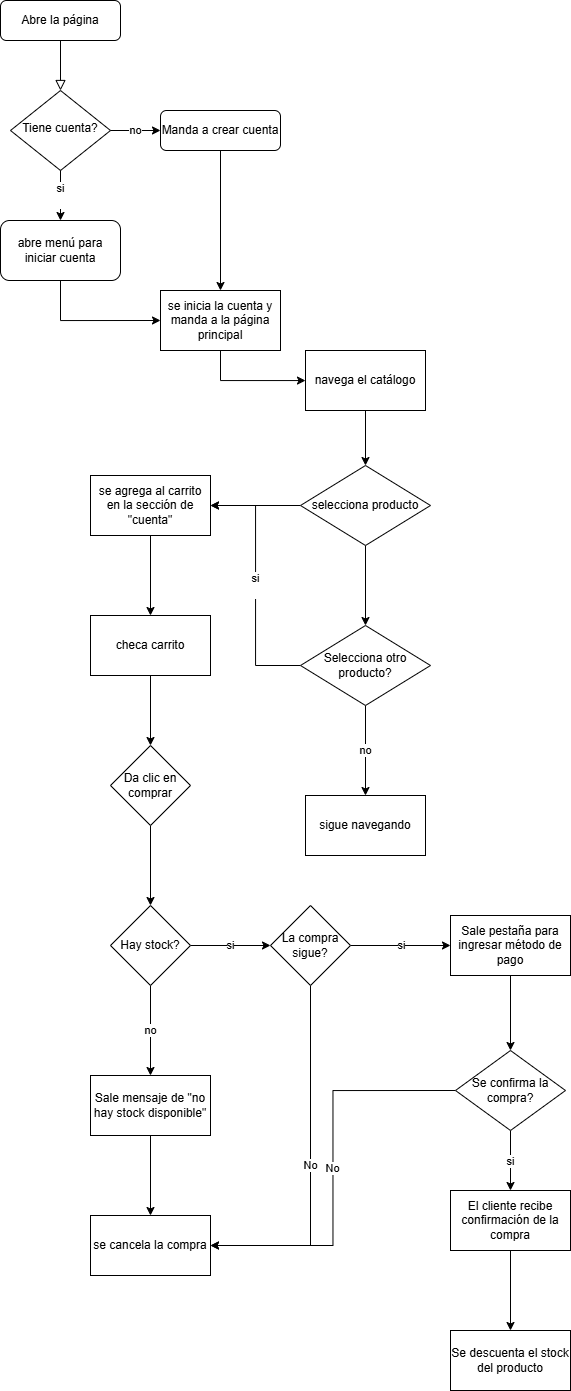 Abre la página
Tiene cuenta?
no
Manda a crear cuenta
si
abre menú para
iniciar cuenta
se inicia la cuenta y
manda a la página
principal
navega el catálogo
se agrega al carrito
en la sección de
"cuenta"
selecciona producto
si
checa carrito
Selecciona otro
producto?
no
Da clic en
comprar
sigue navegando
Hay stock?
si
La compra
sigue?
si
Sale pestaña para
ingresar método de
pago
no
Sale mensaje de "no
hay stock disponible"
Se confirma la
compra?
No
No
si
se cancela la compra
El cliente recibe
confirmación de la
compra
Se descuenta el stock
del producto